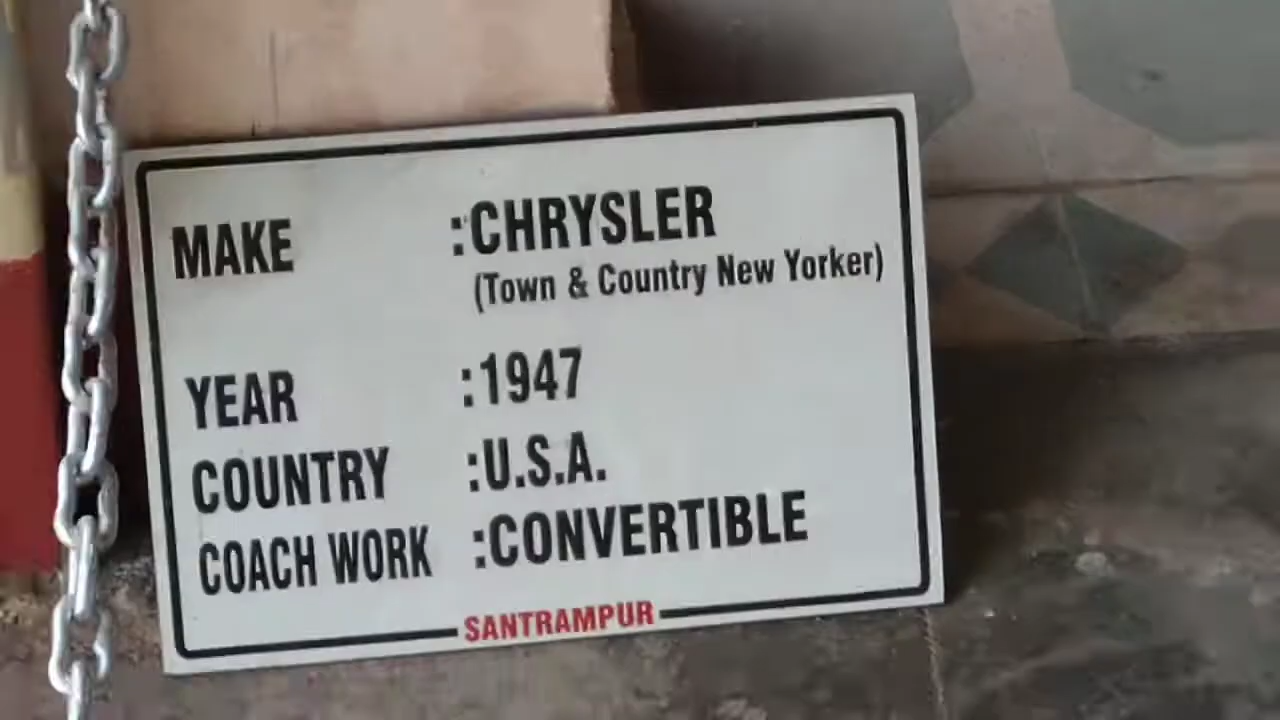 MAKE :CHRYSLER
(Town & Country New Yorker)
YEAR :1947
COUNTRY :U.S.A.
COACH WORK :CONVERTIBLE
SANTRAMPUR